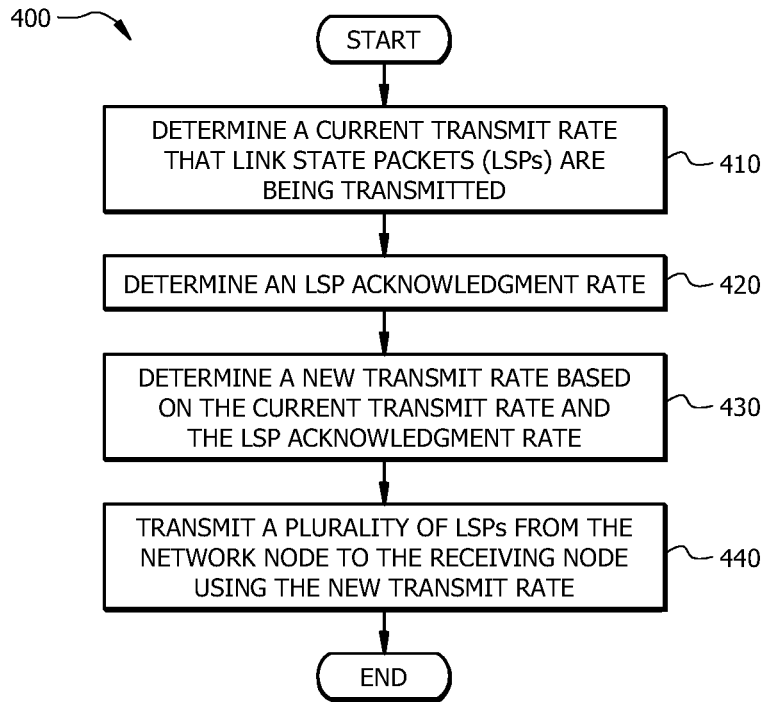 400
START
DETERMINE A CURRENT TRANSMIT RATE
THAT LINK STATE PACKETS (LSPs) ARE
BEING TRANSMITTED
410
DETERMINE AN LSP ACKNOWLEDGMENT RATE
420
DETERMINE A NEW TRANSMIT RATE BASED
ON THE CURRENT TRANSMIT RATE AND
THE LSP ACKNOWLEDGMENT RATE
430
TRANSMIT A PLURALITY OF LSPs FROM THE
NETWORK NODE TO THE RECEIVING NODE
USING THE NEW TRANSMIT RATE
440
END